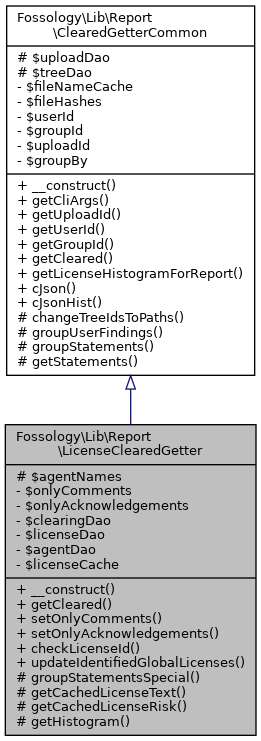 Fossology\Lib\Report
\ClearedGetterCommon
# $uploadDao
# $treeDao
- $fileNameCache
- $fileHashes
- $userId
- $groupId
- $uploadId
- $groupBy
+ __construct()
+ getCliArgs()
+ getUploadId()
+ getUserId()
+ getGroupId()
+ getCleared()
+ getLicenseHistogramForReport()
+ cJson()
+ cJsonHist()
# changeTreeIdsToPaths()
# groupUserFindings()
# groupStatements()
# getStatements()
Fossology\Lib\Report
\LicenseClearedGetter
# $agentNames
- $onlyComments
- $onlyAcknowledgements
- $clearingDao
- $licenseDao
- $agentDao
- $licenseCache
+ __construct()
+ getCleared()
+ setOnlyComments()
+ setOnlyAcknowledgements()
+ checkLicenseId()
+ updateIdentifiedGlobalLicenses()
# groupStatementsSpecial()
# getCachedLicenseText()
# getCachedLicenseRisk()
# getHistogram()